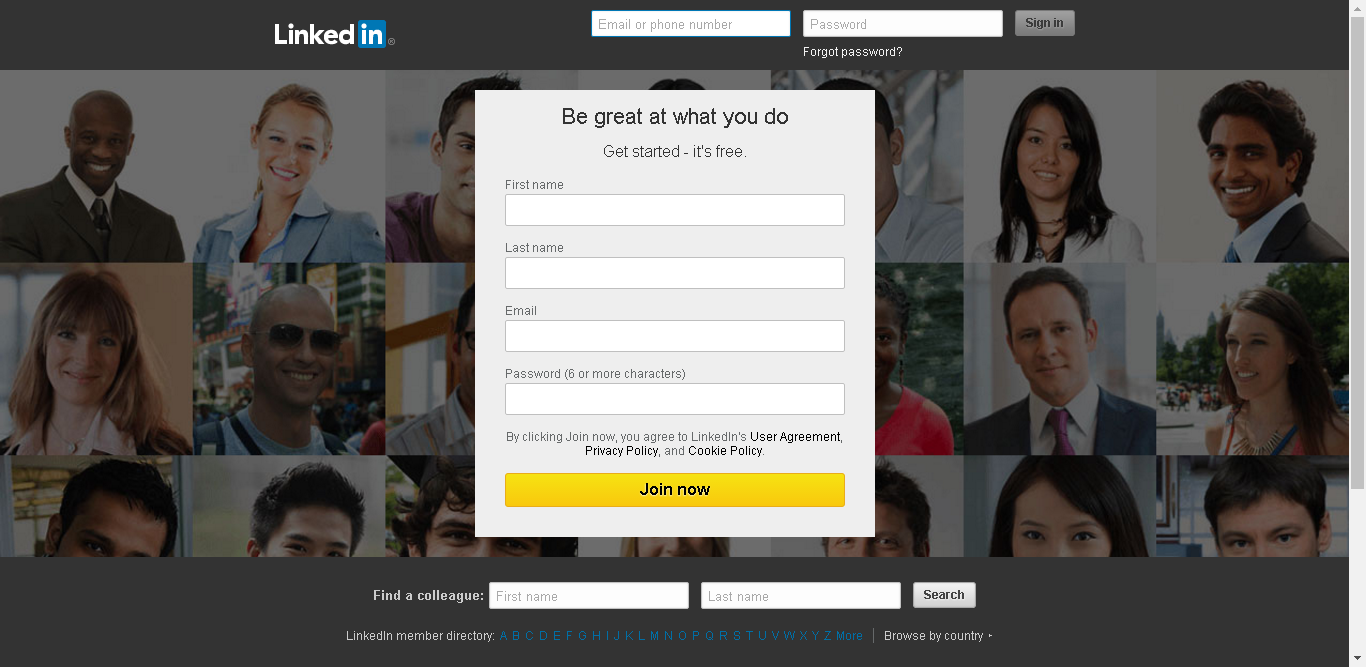 Linked in ®
Email or phone number
Password
Sign in
Forgot password?
Be great at what you do
Get started - it's free.
First name
Last name
Email
Password (6 or more characters)
By clicking Join now, you agree to LinkedIn's User Agreement,
Privacy Policy, and Cookie Policy.
Join now
Find a colleague: First name Last name Search
LinkedIn member directory: A B C D E F G H I J K L M N O P Q R S T U V W X Y Z More Browse by country